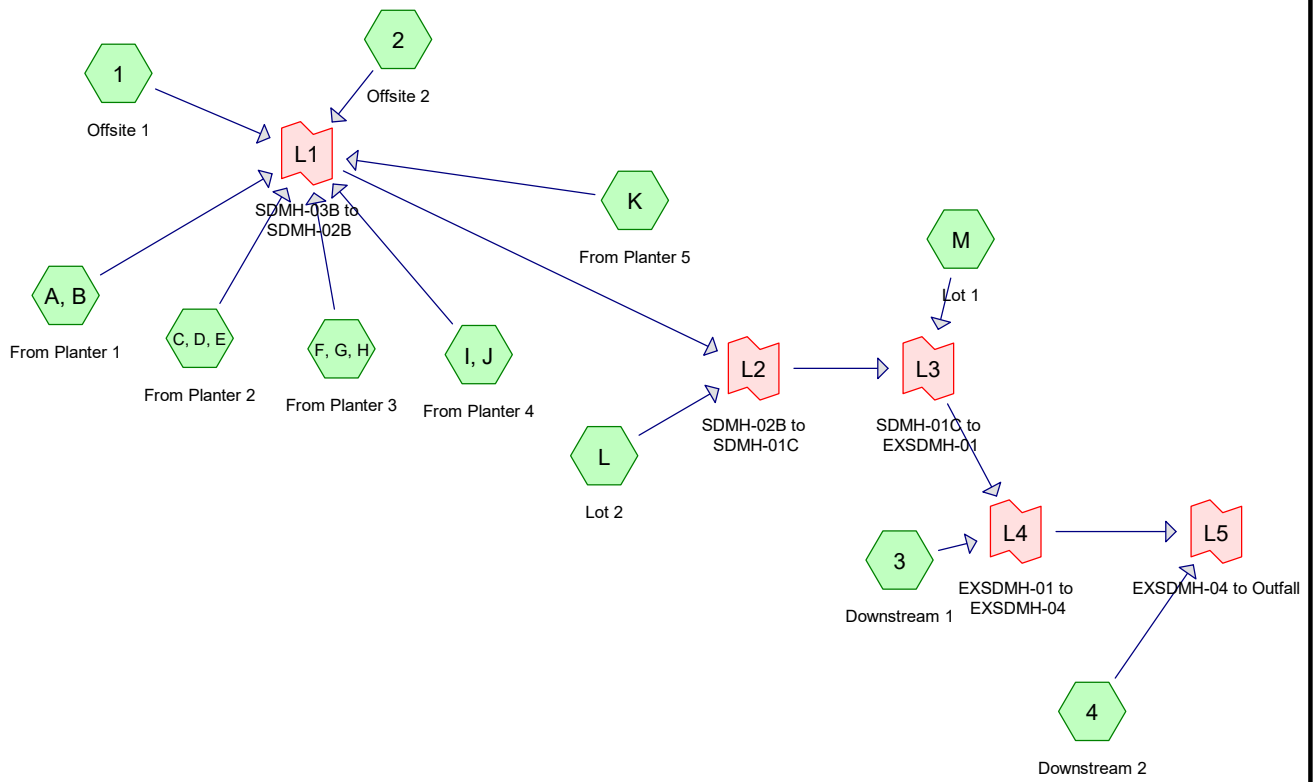 2
Offsite 2
1
Offsite 1
L1
SDMH-03B to
SDMH-02B
K
From Planter 5
M
Lot 1
A, B
From Planter 1
C, D, E
From Planter 2
F, G, H
From Planter 3
I, J
From Planter 4
L2
SDMH-02B to
SDMH-01C
L3
SDMH-01C to
EXSDMH-01
L
Lot 2
L4
EXSDMH-01 to
EXSDMH-04
L5
EXSDMH-04 to Outfall
3
Downstream 1
4
Downstream 2